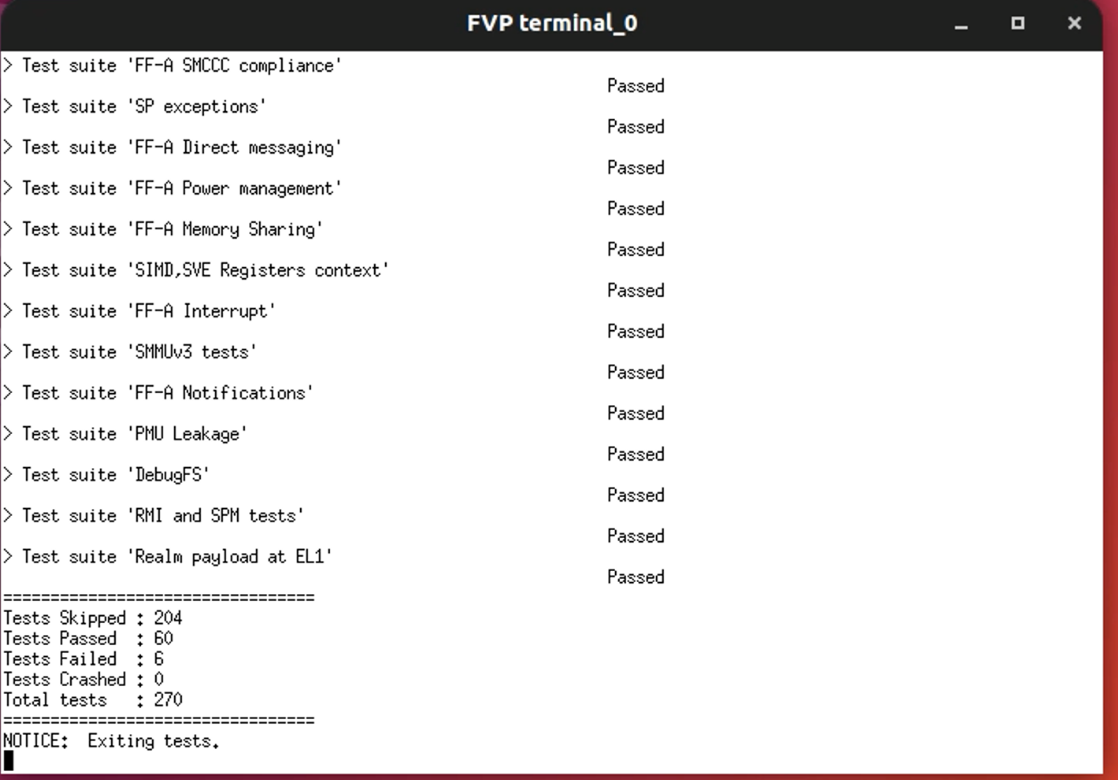 FVP terminal_0
> Test suite 'FF-A SMCCC compliance'
Passed
> Test suite 'SP exceptions'
Passed
> Test suite 'FF-A Direct messaging'
Passed
> Test suite 'FF-A Power management'
Passed
> Test suite 'FF-A Memory Sharing'
Passed
> Test suite 'SIMD,SVE Registers context'
Passed
> Test suite 'FF-A Interrupt'
Passed
> Test suite 'SMMUv3 tests'
Passed
> Test suite 'FF-A Notifications'
Passed
> Test suite 'PMU Leakage'
Passed
> Test suite 'DebugFS'
Passed
> Test suite 'RMI and SPM tests'
Passed
> Test suite 'Realm payload at EL1'
Passed
=================================
Tests Skipped : 204
Tests Passed  : 60
Tests Failed  : 6
Tests Crashed : 0
Total tests   : 270
=================================
NOTICE:  Exiting tests.